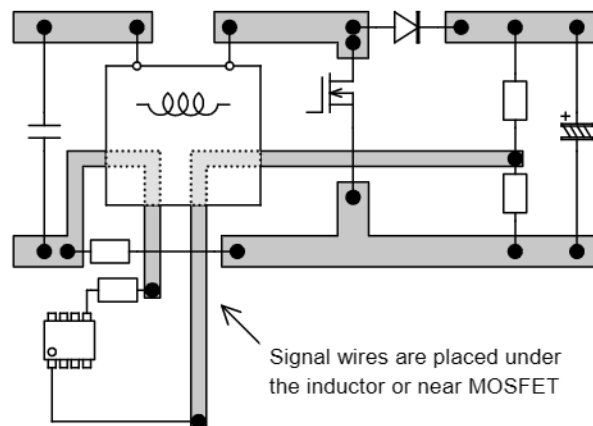 +
Signal wires are placed under
the inductor or near MOSFET